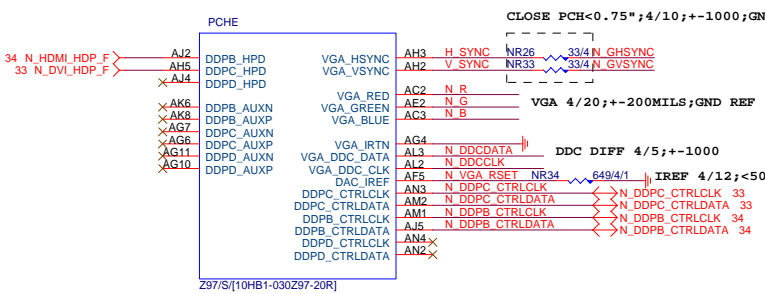 CLOSE PCH<0.75";4/10;+-1000;GN
PCHE
34 N_HDMI_HDP_F AJ2 DDPB_HPD VGA_HSYNC AH3 H_SYNC NR26 33/4 N_GHSYNC
33 N_DVI_HDP_F AH5 DDPC_HPD VGA_VSYNC AH2 V_SYNC NR33 33/4 N_GVSYNC
AJ4 DDPD_HPD
VGA_RED AC2 N_R
AK6 DDPB_AUXN VGA_GREEN AE2 N_G VGA 4/20;+-200MILS;GND REF
AK8 DDPB_AUXP VGA_BLUE AC3 N_B
AG7 DDPC_AUXN
AG6 DDPC_AUXP VGA_IRTN AG4
AG11 DDPD_AUXN VGA_DDC_DATA AL3 N_DDCDATA DDC DIFF 4/5;+-1000
AG10 DDPD_AUXP VGA_DDC_CLK AL2 N_DDCCLK
DAC_IREF AF5 N_VGA_RSET NR34 649/4/1 IREF 4/12;<50
DDPC_CTRLCLK AN3 N_DDPC_CTRLCLK N_DDPC_CTRLCLK 33
DDPC_CTRLDATA AM2 N_DDPC_CTRLDATA N_DDPC_CTRLDATA 33
DDPB_CTRLCLK AM1 N_DDPB_CTRLCLK N_DDPB_CTRLCLK 34
DDPB_CTRLDATA AJ5 N_DDPB_CTRLDATA N_DDPB_CTRLDATA 34
DDPD_CTRLCLK AN4
DDPD_CTRLDATA AN2
Z97/S/[10HB1-030Z97-20R]